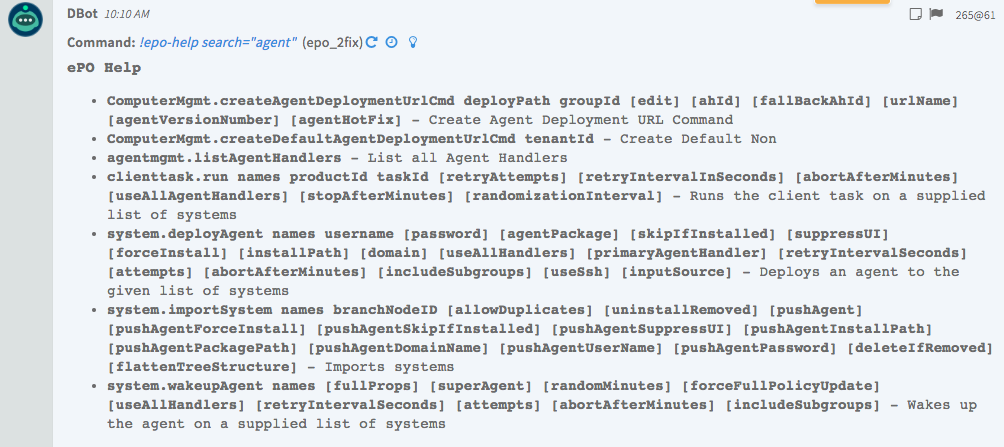 DBot 10:10 AM
265@61
Command: !epo-help search="agent" (epo_2fix)
ePO Help
• ComputerMgmt.createAgentDeploymentUrlCmd deployPath groupId [edit] [ahId] [fallBackAhId] [urlName]
[agentVersionNumber] [agentHotFix] – Create Agent Deployment URL Command
• ComputerMgmt.createDefaultAgentDeploymentUrlCmd tenantId – Create Default Non
• agentmgmt.listAgentHandlers – List all Agent Handlers
• clienttask.run names productId taskId [retryAttempts] [retryIntervalInSeconds] [abortAfterMinutes]
[useAllAgentHandlers] [stopAfterMinutes] [randomizationInterval] – Runs the client task on a supplied
list of systems
• system.deployAgent names username [password] [agentPackage] [skipIfInstalled] [suppressUI]
[forceInstall] [installPath] [domain] [useAllHandlers] [primaryAgentHandler] [retryIntervalSeconds]
[attempts] [abortAfterMinutes] [includeSubgroups] [useSsh] [inputSource] – Deploys an agent to the
given list of systems
• system.importSystem names branchNodeID [allowDuplicates] [uninstallRemoved] [pushAgent]
[pushAgentForceInstall] [pushAgentSkipIfInstalled] [pushAgentSuppressUI] [pushAgentInstallPath]
[pushAgentPackagePath] [pushAgentDomainName] [pushAgentUserName] [pushAgentPassword] [deleteIfRemoved]
[flattenTreeStructure] – Imports systems
• system.wakeupAgent names [fullProps] [superAgent] [randomMinutes] [forceFullPolicyUpdate]
[useAllHandlers] [retryIntervalSeconds] [attempts] [abortAfterMinutes] [includeSubgroups] – Wakes up
the agent on a supplied list of systems